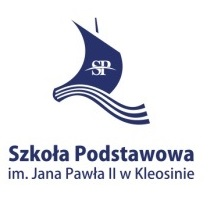 SP
Szkoła Podstawowa
im. Jana Pawła II w Kleosinie